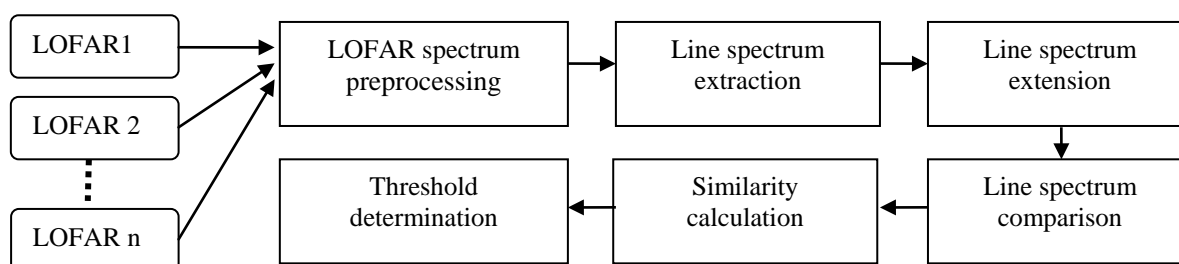 LOFAR1
LOFAR 2
LOFAR n
LOFAR spectrum
preprocessing
Line spectrum
extraction
Line spectrum
extension
Line spectrum
comparison
Similarity
calculation
Threshold
determination